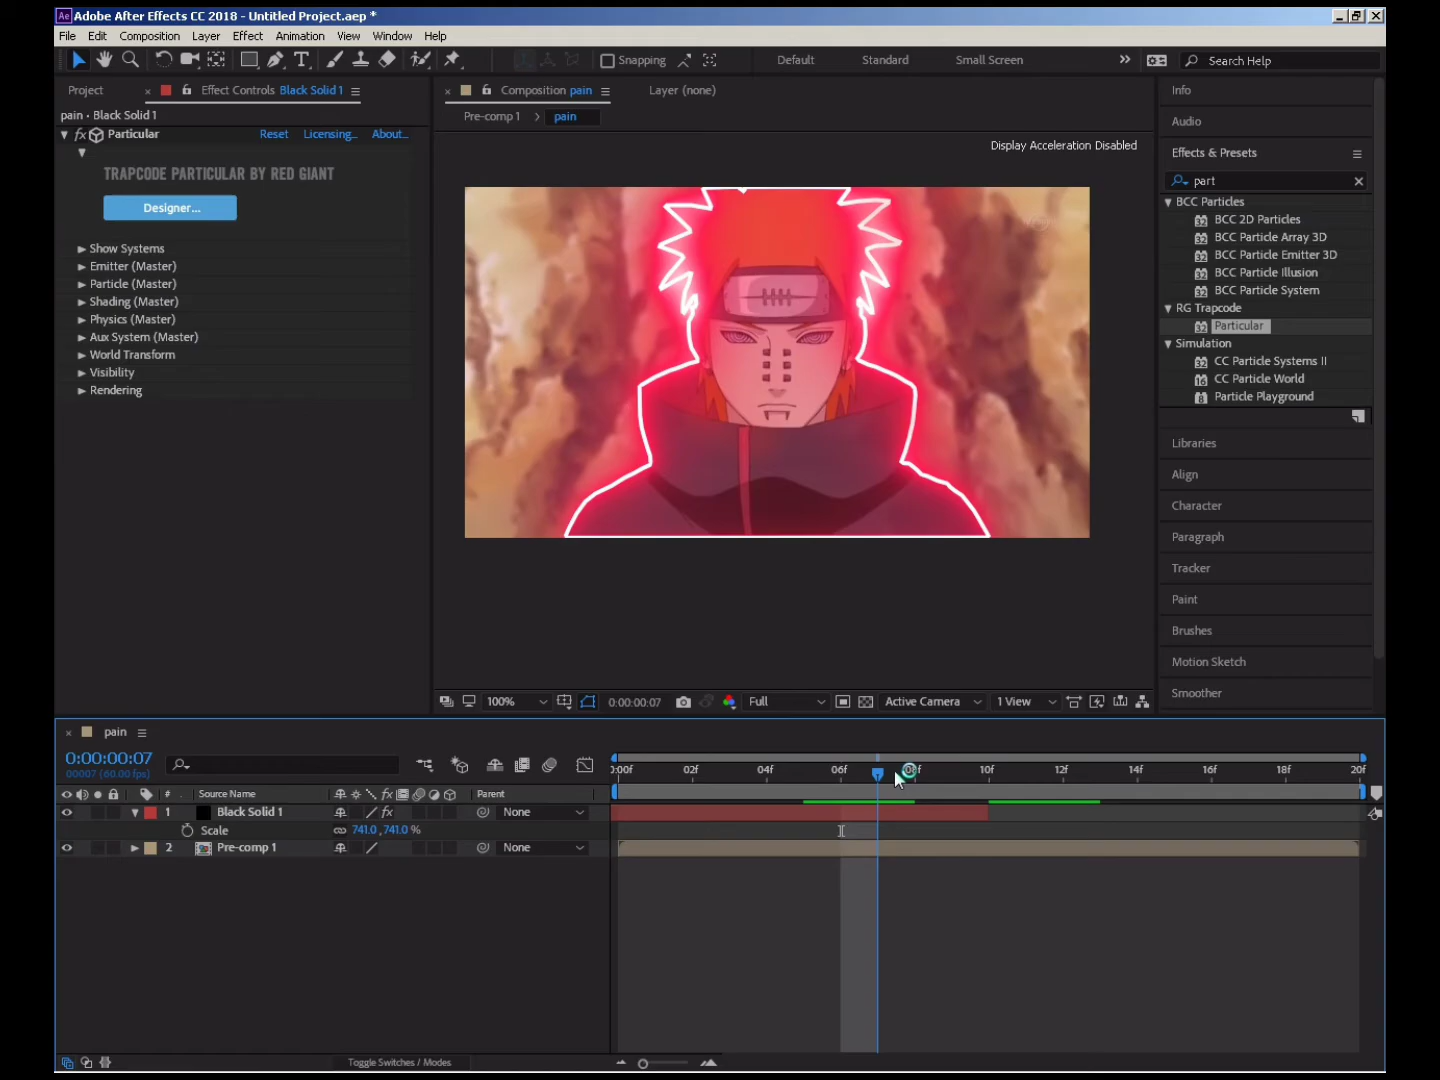 Adobe After Effects CC 2018 - Untitled Project.aep *
File Edit Composition Layer Effect Animation View Window Help
Snapping Default Standard Small Screen Search Help
Project Effect Controls Black Solid 1
pain • Black Solid 1
fx Particular Reset Licensing... About...
TRAPCODE PARTICULAR BY RED GIANT
Designer...
Show Systems
Emitter (Master)
Particle (Master)
Shading (Master)
Physics (Master)
Aux System (Master)
World Transform
Visibility
Rendering
Composition pain Layer (none)
Pre-comp 1 pain
Display Acceleration Disabled
100% 0:00:00:07 Full Active Camera 1 View
Info
Audio
Effects & Presets
part
BCC Particles
BCC 2D Particles
BCC Particle Array 3D
BCC Particle Emitter 3D
BCC Particle Illusion
BCC Particle System
RG Trapcode
Particular
Simulation
CC Particle Systems II
CC Particle World
Particle Playground
Libraries
Align
Character
Paragraph
Tracker
Paint
Brushes
Motion Sketch
Smoother
pain
0:00:00:07
00007 (60.00 fps)
:00f 02f 04f 06f 08f 10f 12f 14f 16f 18f 20f
# Source Name fx Parent
1 Black Solid 1 fx None
Scale 741.0, 741.0 %
2 Pre-comp 1 None
Toggle Switches / Modes